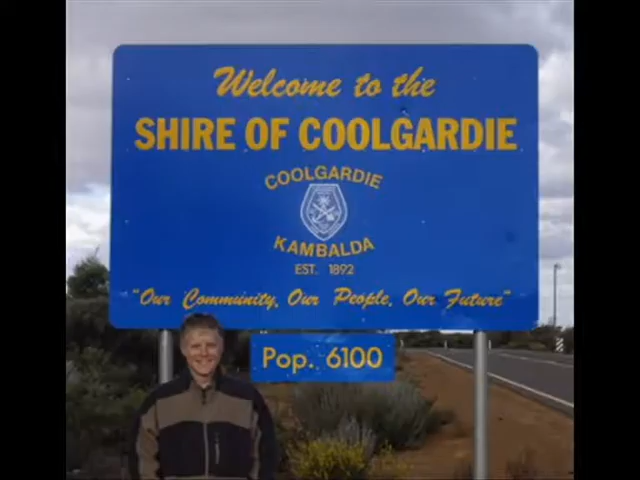 Welcome to the
SHIRE OF COOLGARDIE
COOLGARDIE
KAMBALDA
EST. 1892
"Our Community, Our People, Our Future"
Pop. 6100